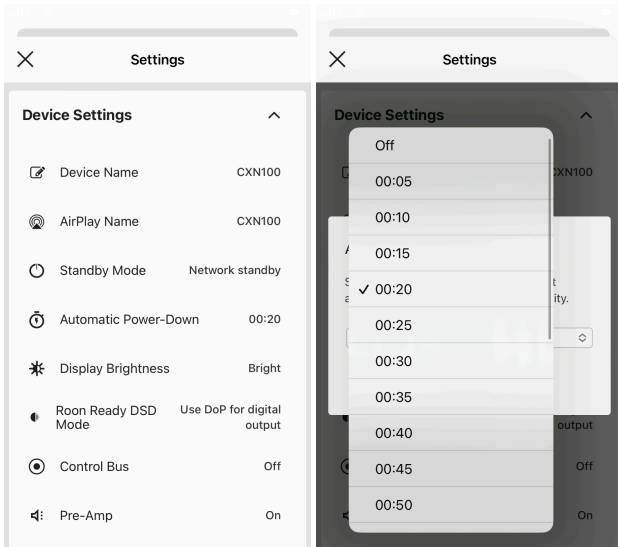 Settings
Device Settings
Device Name CXN100
AirPlay Name CXN100
Standby Mode Network standby
Automatic Power-Down 00:20
Display Brightness Bright
Roon Ready DSD Mode Use DoP for digital output
Control Bus Off
Pre-Amp On
Settings
Device Settings
Off
00:05
CXN100
00:10
00:15
00:20
ity.
00:25
00:30
00:35
00:40
output
00:45
Off
00:50
On